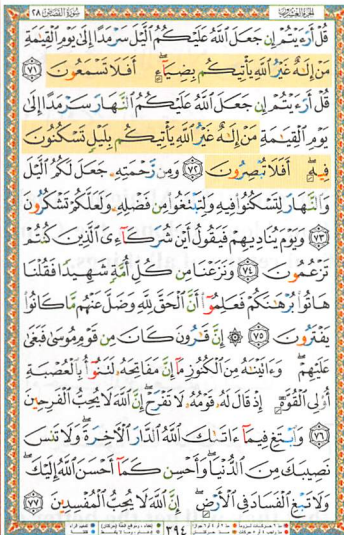 سورة القصص ٢٨
قُلْ أَرَءَيْتُمْ إِن جَعَلَ ٱللَّهُ عَلَيْكُمُ ٱلَّيْلَ سَرْمَدًا إِلَىٰ يَوْمِ ٱلْقِيَٰمَةِ
مَنْ إِلَٰهٌ غَيْرُ ٱللَّهِ يَأْتِيكُم بِضِيَآءٍ ۖ أَفَلَا تَسْمَعُونَ ٧١
قُلْ أَرَءَيْتُمْ إِن جَعَلَ ٱللَّهُ عَلَيْكُمُ ٱلنَّهَارَ سَرْمَدًا إِلَىٰ
يَوْمِ ٱلْقِيَٰمَةِ مَنْ إِلَٰهٌ غَيْرُ ٱللَّهِ يَأْتِيكُم بِلَيْلٍ تَسْكُنُونَ
فِيهِ ۖ أَفَلَا تُبْصِرُونَ ٧٢ وَمِن رَّحْمَتِهِۦ جَعَلَ لَكُمُ ٱلَّيْلَ
وَٱلنَّهَارَ لِتَسْكُنُوا۟ فِيهِ وَلِتَبْتَغُوا۟ مِن فَضْلِهِۦ وَلَعَلَّكُمْ تَشْكُرُونَ
٧٣ وَيَوْمَ يُنَادِيهِمْ فَيَقُولُ أَيْنَ شُرَكَآءِىَ ٱلَّذِينَ كُنتُمْ
تَزْعُمُونَ ٧٤ وَنَزَعْنَا مِن كُلِّ أُمَّةٍ شَهِيدًا فَقُلْنَا
هَاتُوا۟ بُرْهَٰنَكُمْ فَعَلِمُوٓا۟ أَنَّ ٱلْحَقَّ لِلَّهِ وَضَلَّ عَنْهُم مَّا كَانُوا۟
يَفْتَرُونَ ٧٥ ۞ إِنَّ قَٰرُونَ كَانَ مِن قَوْمِ مُوسَىٰ فَبَغَىٰ
عَلَيْهِمْ ۖ وَءَاتَيْنَٰهُ مِنَ ٱلْكُنُوزِ مَآ إِنَّ مَفَاتِحَهُۥ لَتَنُوٓأُ بِٱلْعُصْبَةِ
أُو۟لِى ٱلْقُوَّةِ إِذْ قَالَ لَهُۥ قَوْمُهُۥ لَا تَفْرَحْ ۖ إِنَّ ٱللَّهَ لَا يُحِبُّ ٱلْفَرِحِينَ
٧٦ وَٱبْتَغِ فِيمَآ ءَاتَىٰكَ ٱللَّهُ ٱلدَّارَ ٱلْءَاخِرَةَ ۖ وَلَا تَنسَ
نَصِيبَكَ مِنَ ٱلدُّنْيَا ۖ وَأَحْسِن كَمَآ أَحْسَنَ ٱللَّهُ إِلَيْكَ ۖ
وَلَا تَبْغِ ٱلْفَسَادَ فِى ٱلْأَرْضِ ۖ إِنَّ ٱللَّهَ لَا يُحِبُّ ٱلْمُفْسِدِينَ ٧٧
٣٩٤